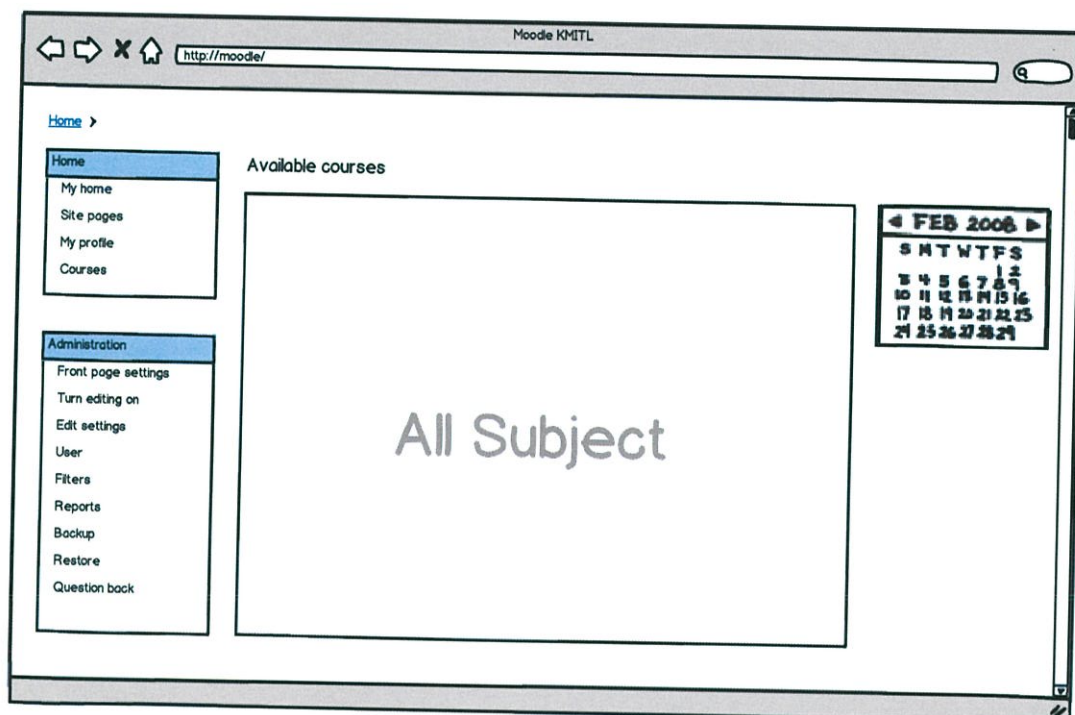 Moodle KMITL
http://moodle/
Home >
Home
My home
Site pages
My profile
Courses
Administration
Front page settings
Turn editing on
Edit settings
User
Filters
Reports
Backup
Restore
Question back
Available courses
All Subject
FEB 2008
S M T W T F S
1 2
3 4 5 6 7 8 9
10 11 12 13 14 15 16
17 18 19 20 21 22 23
24 25 26 27 28 29